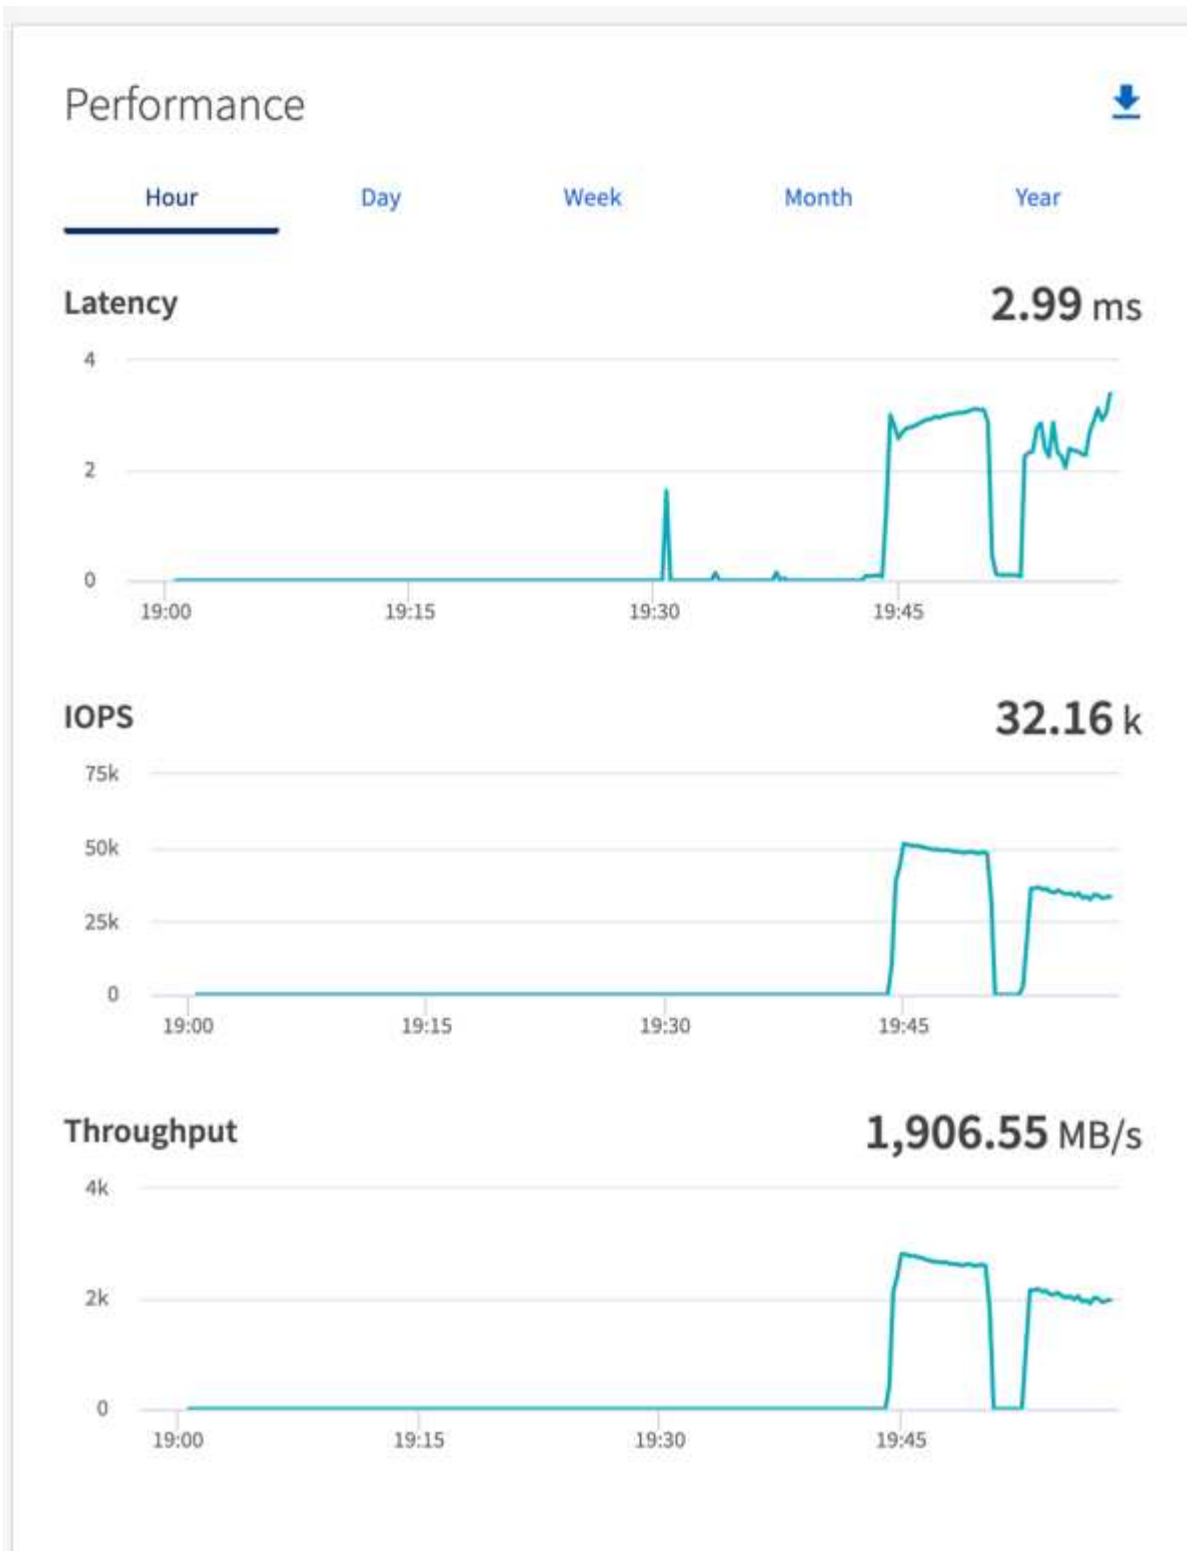 Performance
Hour Day Week Month Year
Latency 2.99 ms
4
2
0
19:00 19:15 19:30 19:45
IOPS 32.16 k
75k
50k
25k
0
19:00 19:15 19:30 19:45
Throughput 1,906.55 MB/s
4k
2k
0
19:00 19:15 19:30 19:45